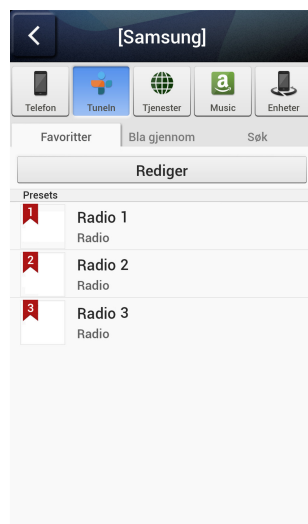 [Samsung]
Telefon TuneIn Tjenester Music Enheter
Favoritter Bla gjennom Søk
Rediger
Presets
1 Radio 1
Radio
2 Radio 2
Radio
3 Radio 3
Radio